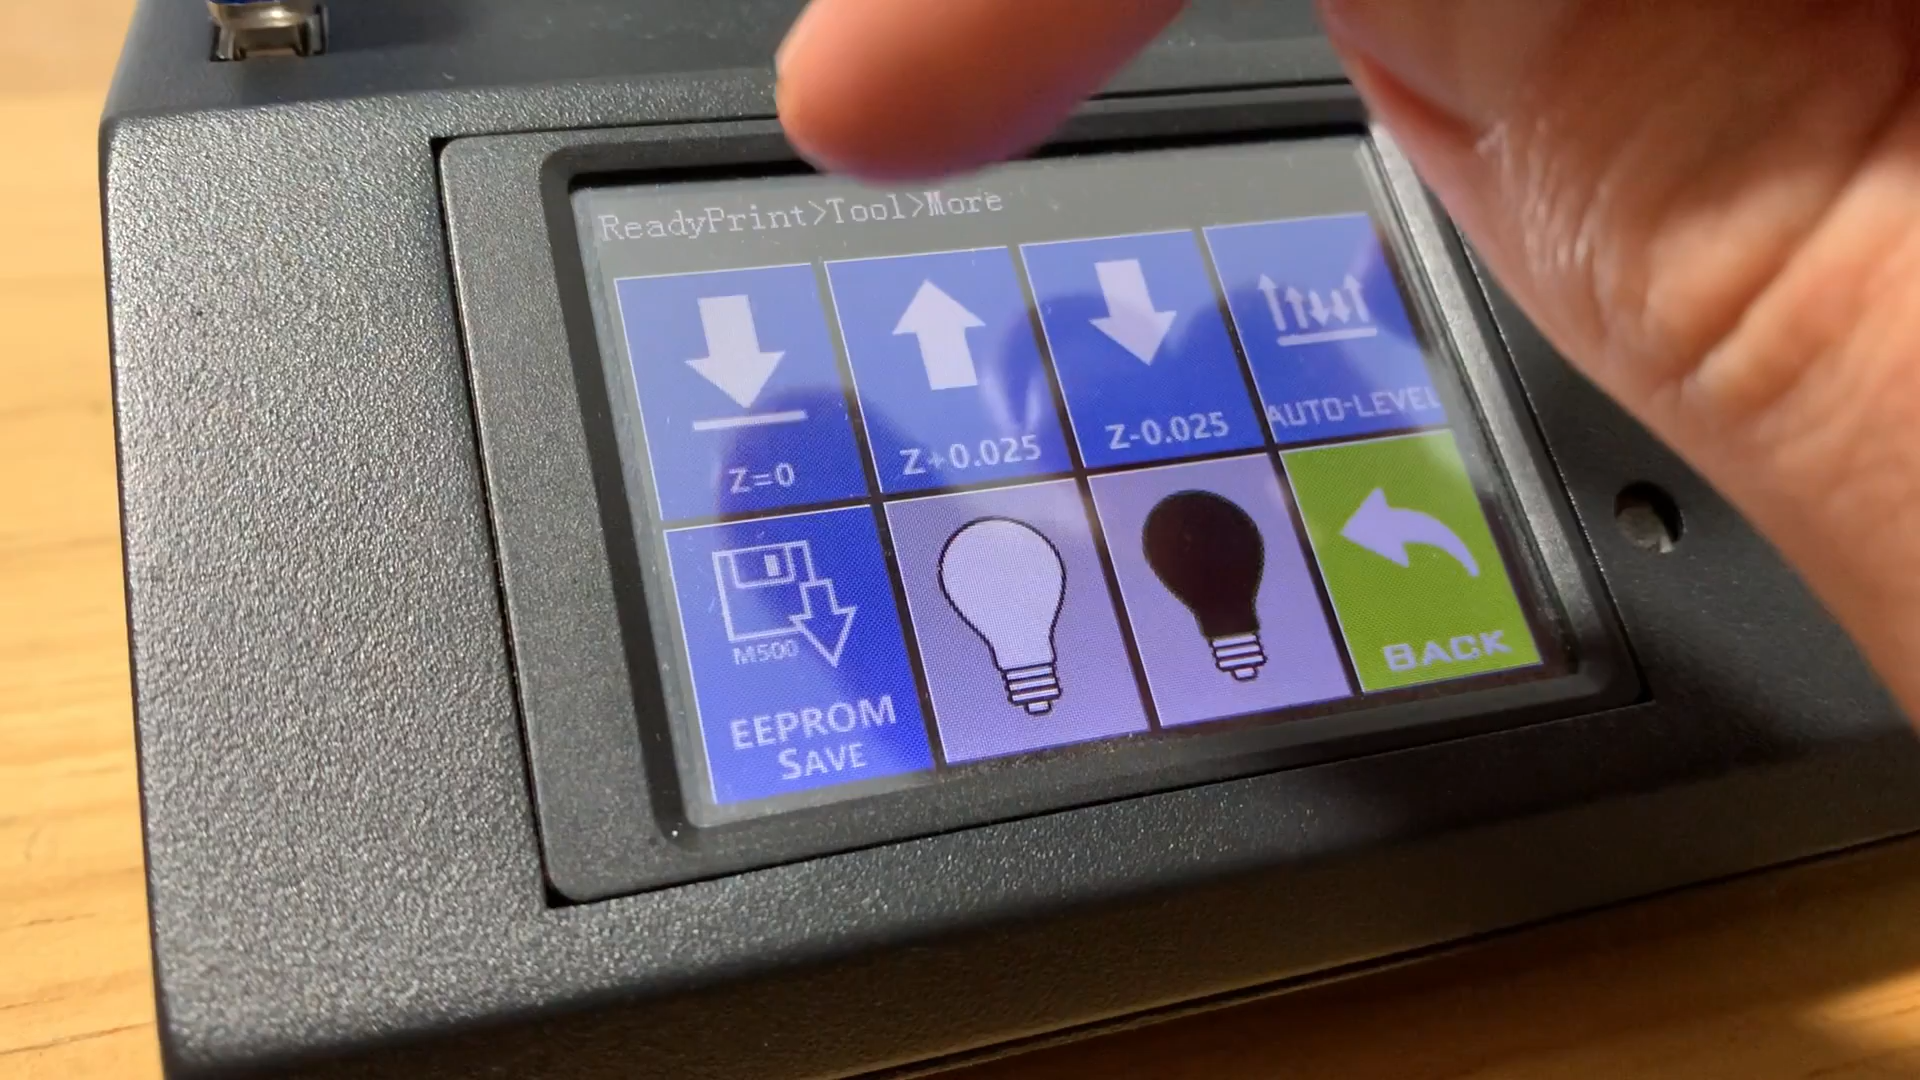 ReadyPrint>Tool>More
Z=0
Z+0.025
Z-0.025
AUTO-LEVEL
M500
EEPROM
SAVE
BACK